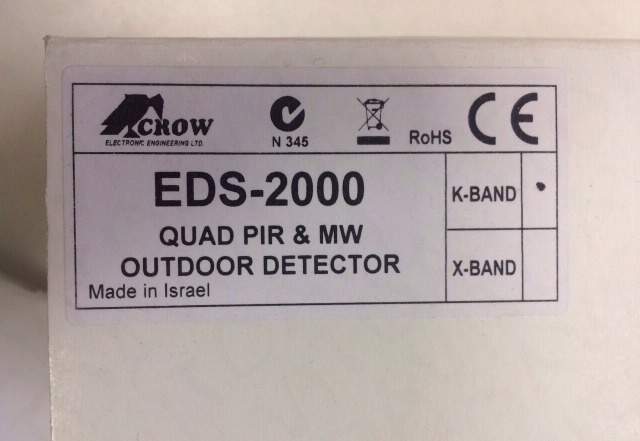 CROW
ELECTRONIC ENGINEERING LTD.
N 345
RoHS
CE
EDS-2000
QUAD PIR & MW
OUTDOOR DETECTOR
Made in Israel
K-BAND
X-BAND